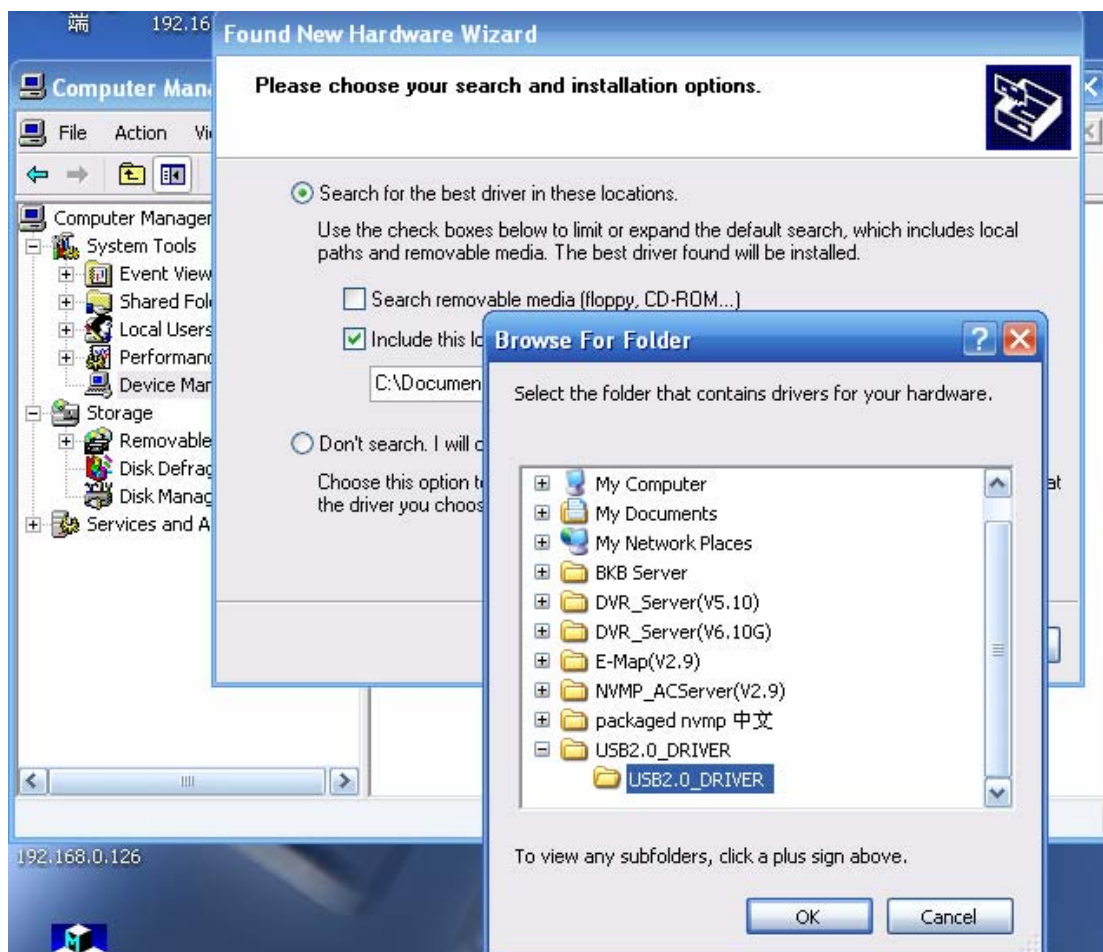 端
192.16
Found New Hardware Wizard
Computer Man
Please choose your search and installation options.
File Action Vi
Search for the best driver in these locations.
Use the check boxes below to limit or expand the default search, which includes local
paths and removable media. The best driver found will be installed.
Search removable media (floppy, CD-ROM...)
Include this lo
C:\Documen
Don't search. I will c
Choose this option t
at
the driver you choos
Computer Manager
System Tools
Event View
Shared Fol
Local Users
Performanc
Device Mar
Storage
Removable
Disk Defrag
Disk Manag
Services and A
Browse For Folder
Select the folder that contains drivers for your hardware.
My Computer
My Documents
My Network Places
BKB Server
DVR_Server(V5.10)
DVR_Server(V6.10G)
E-Map(V2.9)
NVMP_ACServer(V2.9)
packaged nvmp 中文
USB2.0_DRIVER
USB2.0_DRIVER
To view any subfolders, click a plus sign above.
OK Cancel
192.168.0.126